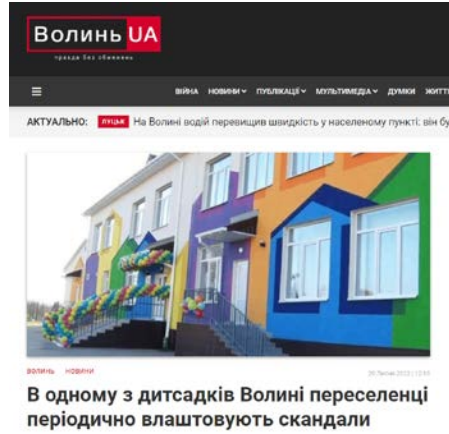 Волинь UA
правда без обмежень
ВІЙНА НОВИНИ ПУБЛІКАЦІЇ МУЛЬТИМЕДІА ДУМКИ ЖИТТ
АКТУАЛЬНО: ЛУЦЬК На Волині водій перевищив швидкість у населеному пункті: він бу
ВОЛИНЬ НОВИНИ
В одному з дитсадків Волині переселенці
періодично влаштовують скандали